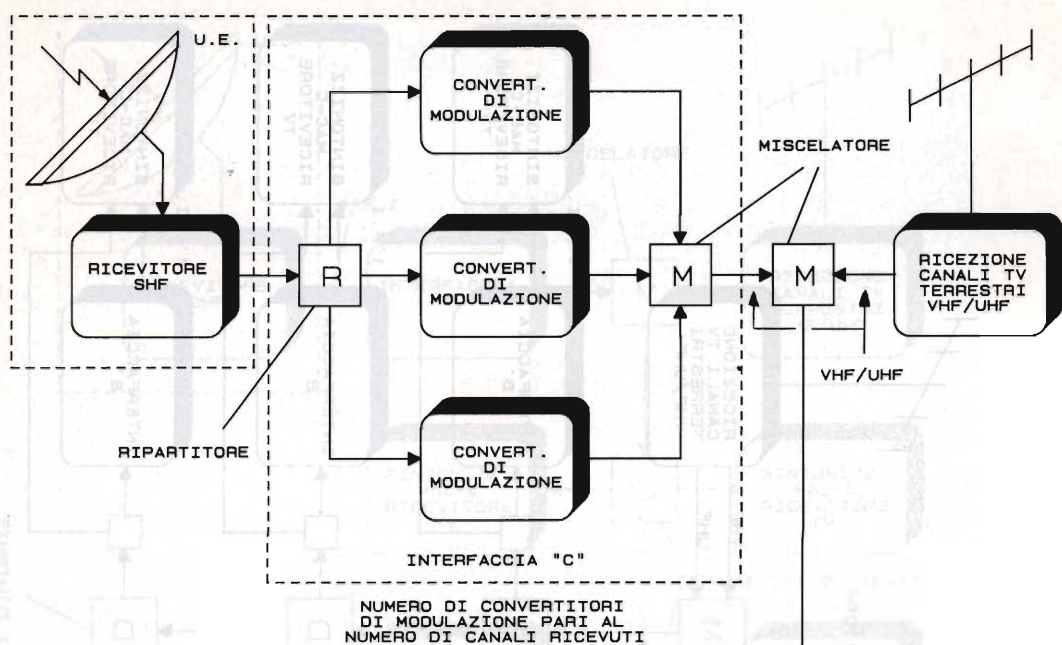 U.E.
CONVERT.
DI
MODULAZIONE
MISCELATORE
RICEVITORE
SHF
R
CONVERT.
DI
MODULAZIONE
M
M
RICEZIONE
CANALI TV
TERRESTRI
VHF/UHF
VHF/UHF
RIPARTITORE
CONVERT.
DI
MODULAZIONE
INTERFACCIA "C"
NUMERO DI CONVERTITORI
DI MODULAZIONE PARI AL
NUMERO DI CANALI RICEVUTI